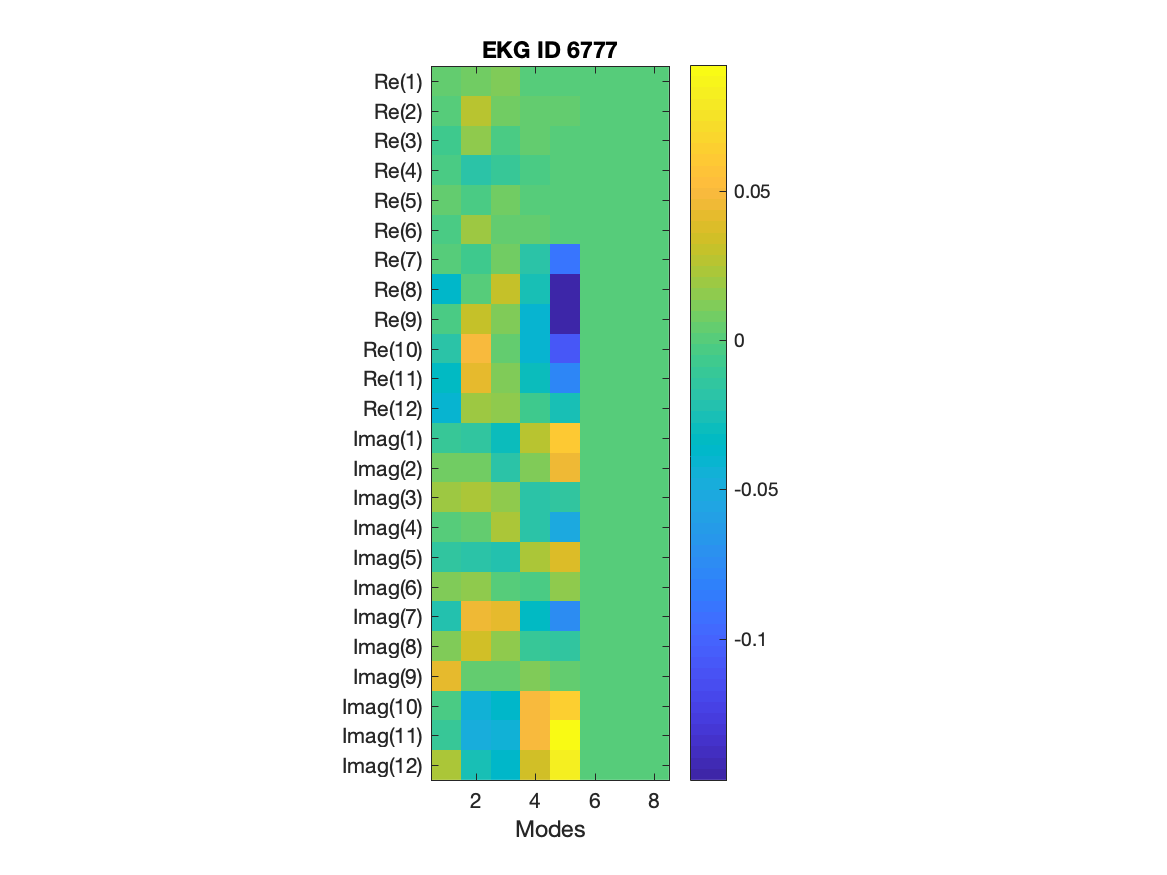 EKG ID 6777
Re(1)
Re(2)
Re(3)
Re(4)
Re(5)
Re(6)
Re(7)
Re(8)
Re(9)
Re(10)
Re(11)
Re(12)
Imag(1)
Imag(2)
Imag(3)
Imag(4)
Imag(5)
Imag(6)
Imag(7)
Imag(8)
Imag(9)
Imag(10)
Imag(11)
Imag(12)
2 4 6 8
Modes
0.05
0
-0.05
-0.1